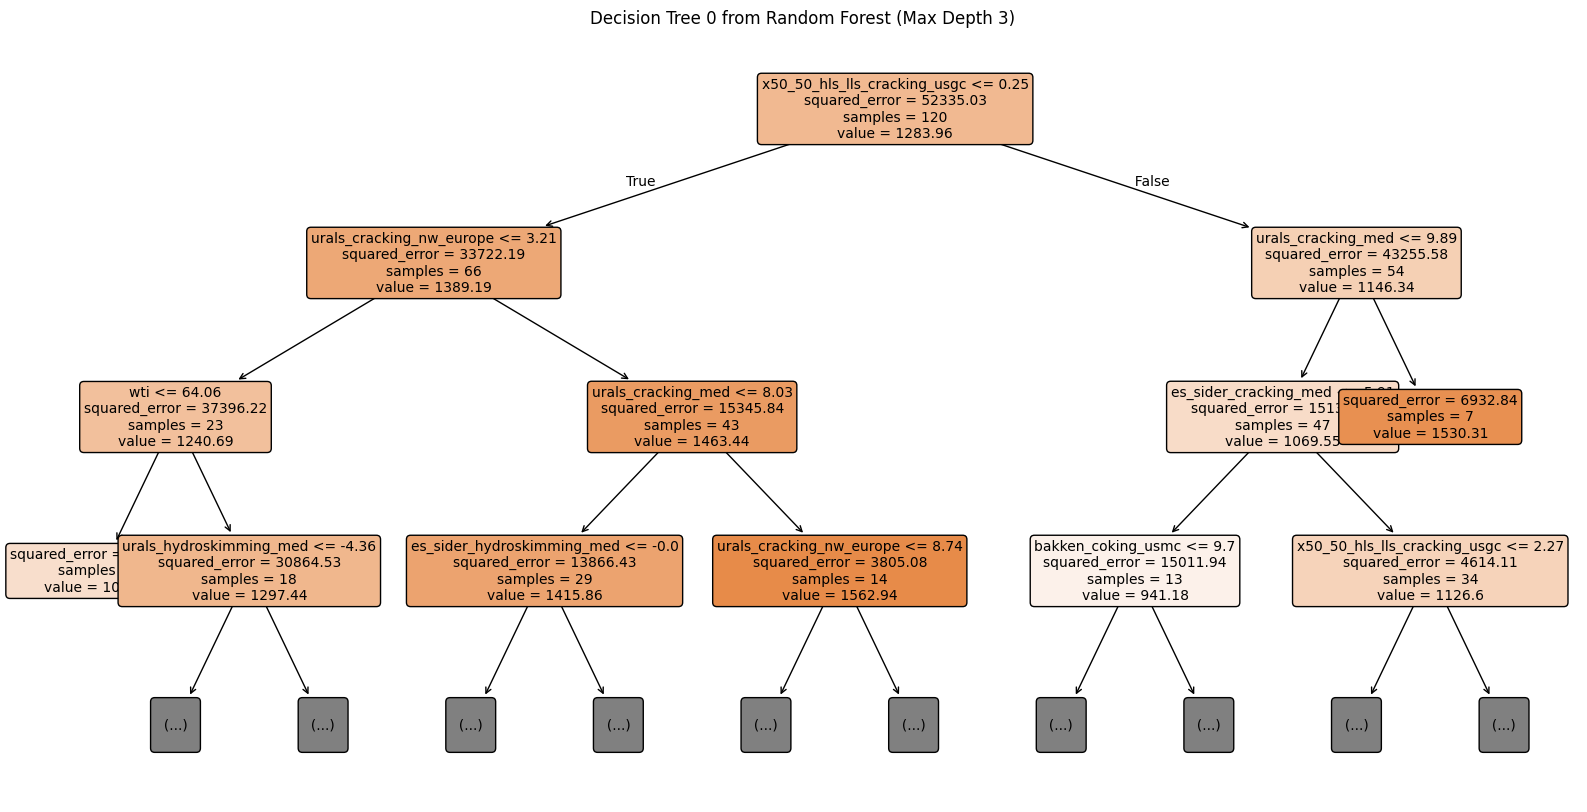 Decision Tree 0 from Random Forest (Max Depth 3)
x50_50_hls_lls_cracking_usgc <= 0.25
squared_error = 52335.03
samples = 120
value = 1283.96
True
False
urals_cracking_nw_europe <= 3.21
squared_error = 33722.19
samples = 66
value = 1389.19
urals_cracking_med <= 9.89
squared_error = 43255.58
samples = 54
value = 1146.34
wti <= 64.06
squared_error = 37396.22
samples = 23
value = 1240.69
urals_cracking_med <= 8.03
squared_error = 15345.84
samples = 43
value = 1463.44
es_sider_cracking_med
squared_error =
samples = 47
value = 1069.55
squared_error = 6932.84
samples = 7
value = 1530.31
squared_error =
samples
value =
urals_hydroskimming_med <= -4.36
squared_error = 30864.53
samples = 18
value = 1297.44
es_sider_hydroskimming_med <= -0.0
squared_error = 13866.43
samples = 29
value = 1415.86
urals_cracking_nw_europe <= 8.74
squared_error = 3805.08
samples = 14
value = 1562.94
bakken_coking_usmc <= 9.7
squared_error = 15011.94
samples = 13
value = 941.18
x50_50_hls_lls_cracking_usgc <= 2.27
squared_error = 4614.11
samples = 34
value = 1126.6
(...)
(...)
(...)
(...)
(...)
(...)
(...)
(...)
(...)
(...)